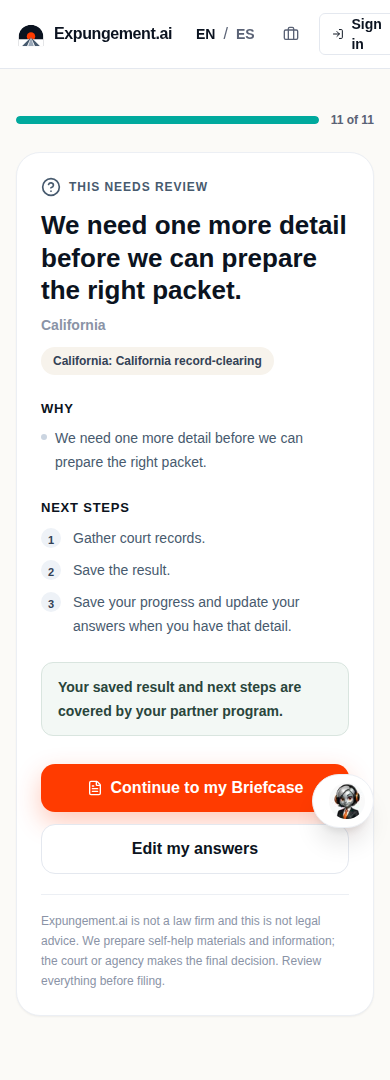 Expungement.ai EN / ES Sign in
11 of 11
THIS NEEDS REVIEW
We need one more detail
before we can prepare
the right packet.
California
California: California record-clearing
WHY
We need one more detail before we can
prepare the right packet.
NEXT STEPS
1 Gather court records.
2 Save the result.
3 Save your progress and update your
answers when you have that detail.
Your saved result and next steps are
covered by your partner program.
Continue to my Briefcase
Edit my answers
Expungement.ai is not a law firm and this is not legal
advice. We prepare self-help materials and information;
the court or agency makes the final decision. Review
everything before filing.